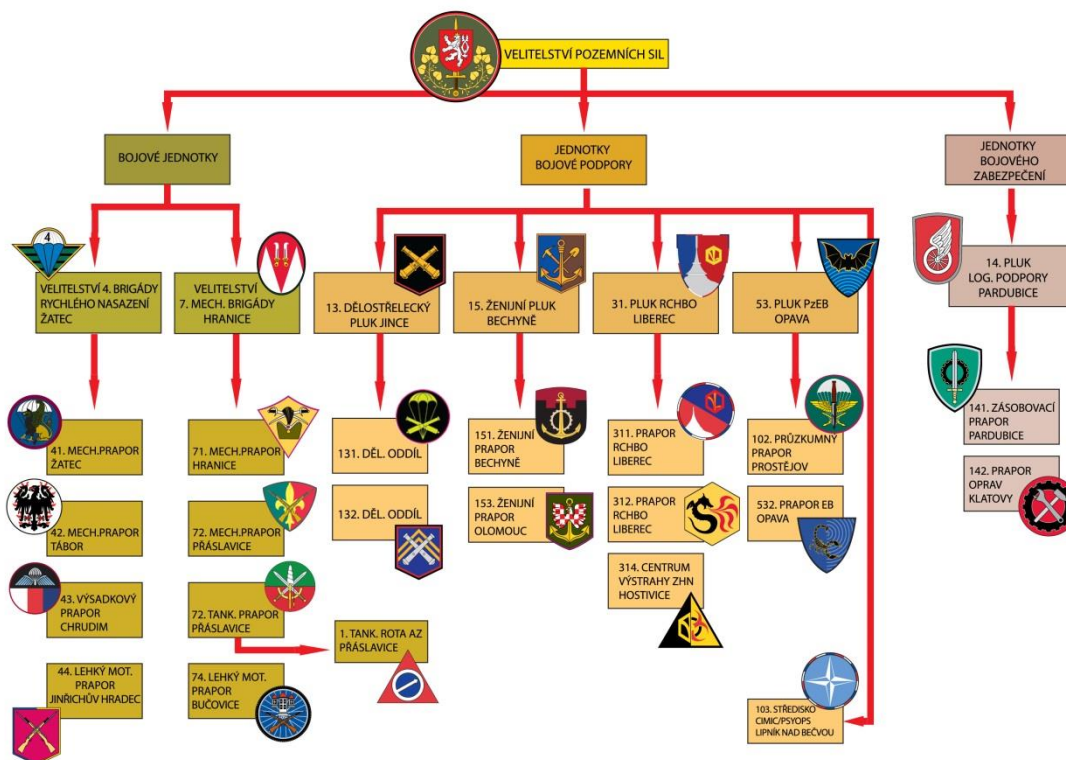 VELITELSTVÍ POZEMNÍCH SIL
BOJOVÉ JEDNOTKY
JEDNOTKY
BOJOVÉ PODPORY
JEDNOTKY
BOJOVÉHO
ZABEZPEČENÍ
4
VELITELSTVÍ 4. BRIGÁDY
RYCHLÉHO NASAZENÍ
ŽATEC
VELITELSTVÍ
7. MECH. BRIGÁDY
HRANICE
13. DĚLOSTŘELECKÝ
PLUK JINCE
15. ŽENIJNÍ PLUK
BECHYNĚ
31. PLUK RCHBO
LIBEREC
53. PLUK PzEB
OPAVA
14. PLUK
LOG. PODPORY
PARDUBICE
41. MECH.PRAPOR
ŽATEC
42. MECH.PRAPOR
TÁBOR
43. VÝSADKOVÝ
PRAPOR
CHRUDIM
44. LEHKÝ MOT.
PRAPOR
JINŘICHŮV HRADEC
71. MECH.PRAPOR
HRANICE
72. MECH.PRAPOR
PŘÁSLAVICE
72. TANK. PRAPOR
PŘÁSLAVICE
74. LEHKÝ MOT.
PRAPOR
BUČOVICE
1. TANK. ROTA AZ
PŘÁSLAVICE
131. DĚL. ODDÍL
132. DĚL. ODDÍL
151. ŽENIJNÍ
PRAPOR
BECHYNĚ
153. ŽENIJNÍ
PRAPOR
OLOMOUC
311. PRAPOR
RCHBO
LIBEREC
312. PRAPOR
RCHBO
LIBEREC
314. CENTRUM
VÝSTRAHY ZHN
HOSTIVICE
102. PRŮZKUMNÝ
PRAPOR
PROSTĚJOV
532. PRAPOR EB
OPAVA
103. STŘEDISKO
CIMIC/PSYOPS
LIPNÍK NAD BEČVOU
141. ZÁSOBOVACÍ
PRAPOR
PARDUBICE
142. PRAPOR
OPRAV
KLATOVY